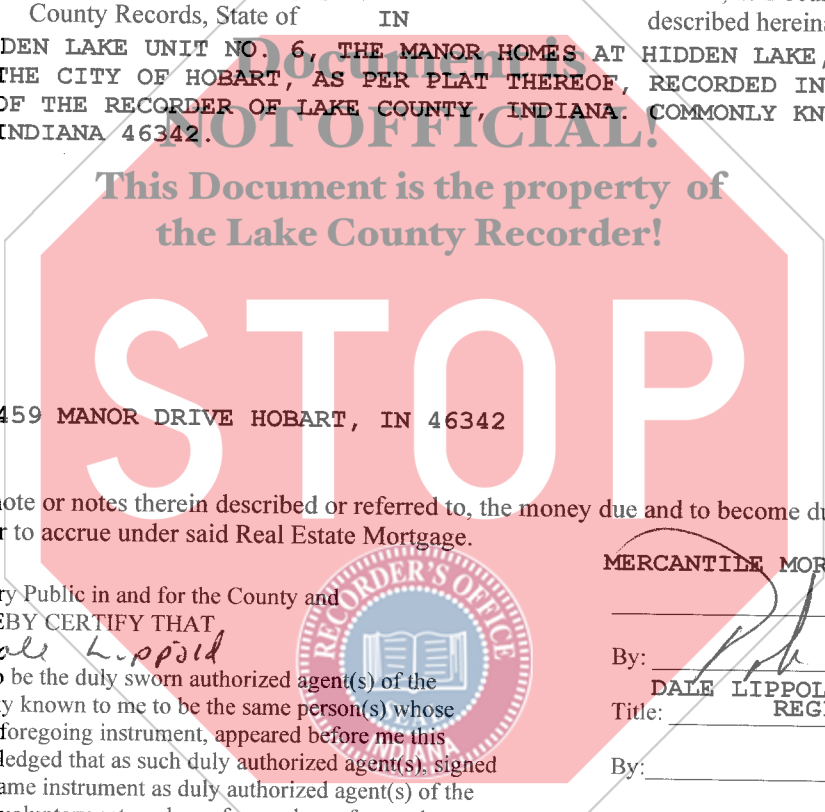 County Records, State of IN described herein
DEN LAKE UNIT NO. 6, THE MANOR HOMES AT HIDDEN LAKE,
THE CITY OF HOBART, AS PER PLAT THEREOF, RECORDED IN
OF THE RECORDER OF LAKE COUNTY, INDIANA. COMMONLY KN
INDIANA 46342.
Document is
NOT OFFICIAL!
This Document is the property of
the Lake County Recorder!
STOP
459 MANOR DRIVE HOBART, IN 46342
note or notes therein described or referred to, the money due and to become du
r to accrue under said Real Estate Mortgage.
MERCANTILE MOR
ry Public in and for the County and
EBY CERTIFY THAT
ale Lippold
o be the duly sworn authorized agent(s) of the
y known to me to be the same person(s) whose
foregoing instrument, appeared before me this
ledged that as such duly authorized agent(s), signed
ame instrument as duly authorized agent(s) of the
By:
DALE LIPPOL
Title: REG
By:
RECORDER'S OFFICE
SEAL
INDIANA